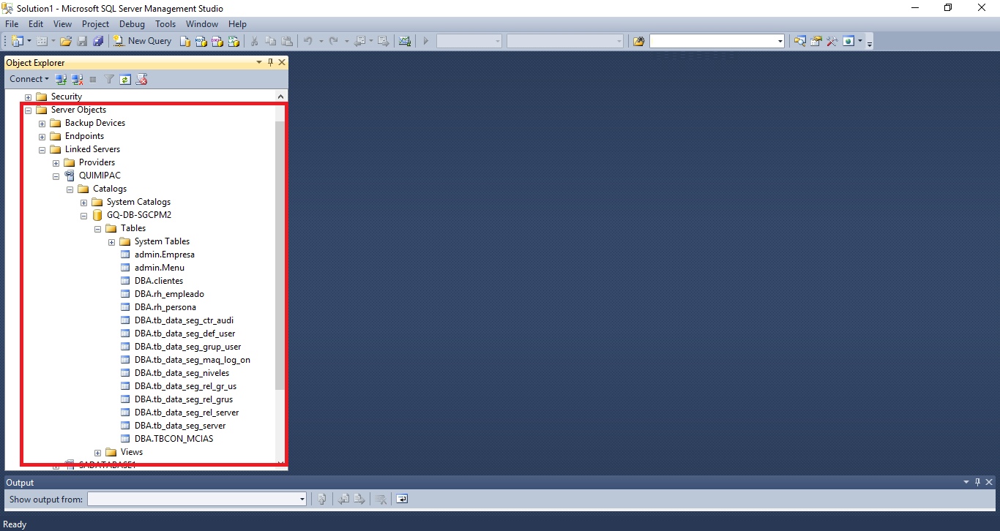 Solution1 - Microsoft SQL Server Management Studio
File Edit View Project Debug Tools Window Help
New Query
Object Explorer
Connect
Security
Server Objects
Backup Devices
Endpoints
Linked Servers
Providers
QUIMIPAC
Catalogs
System Catalogs
GQ-DB-SGCPM2
Tables
System Tables
admin.Empresa
admin.Menu
DBA.clientes
DBA.rh_empleado
DBA.rh_persona
DBA.tb_data_seg_ctr_audi
DBA.tb_data_seg_def_user
DBA.tb_data_seg_grup_user
DBA.tb_data_seg_maq_log_on
DBA.tb_data_seg_niveles
DBA.tb_data_seg_rel_gr_us
DBA.tb_data_seg_rel_grus
DBA.tb_data_seg_rel_server
DBA.tb_data_seg_server
DBA.TBCON_MCIAS
Views
SADATABASE1
Output
Show output from:
Ready